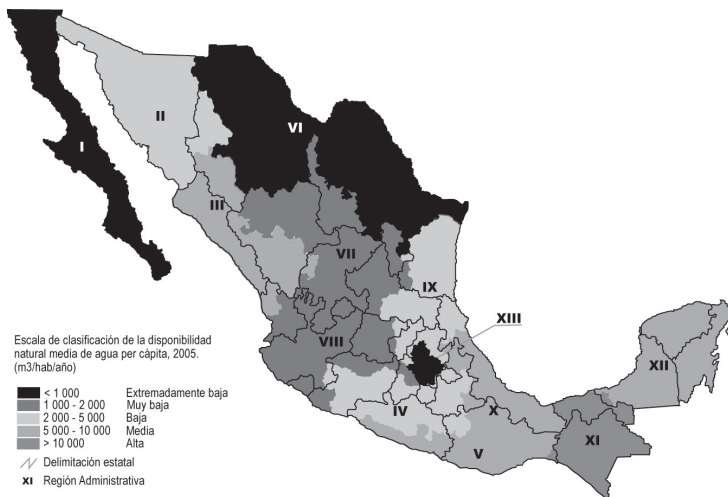 II
VI
I
III
VII
IX
XIII
VIII
XII
IV
X
XI
V
Escala de clasificación de la disponibilidad
natural media de agua per cápita, 2005.
(m3/hab/año)
< 1 000 Extremadamente baja
1 000 - 2 000 Muy baja
2 000 - 5 000 Baja
5 000 - 10 000 Media
> 10 000 Alta
Delimitación estatal
XI Región Administrativa